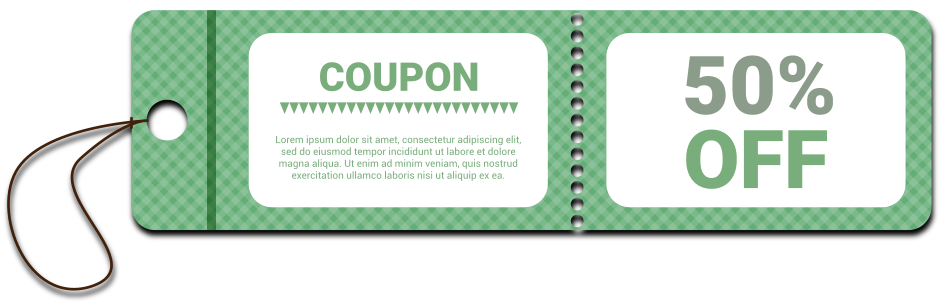 COUPON
Lorem ipsum dolor sit amet, consectetur adipiscing elit,
sed do eiusmod tempor incididunt ut labore et dolore
magna aliqua. Ut enim ad minim veniam, quis nostrud
exercitation ullamco laboris nisi ut aliquip ex ea.
50%
OFF